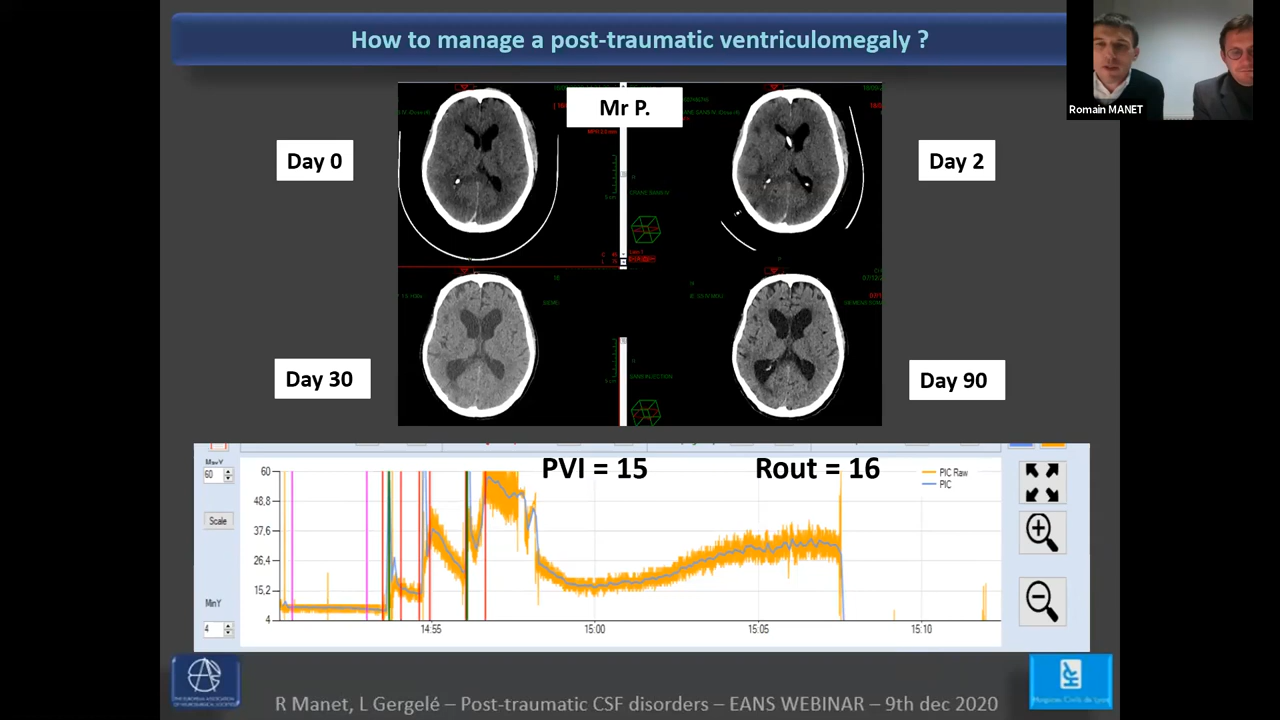 How to manage a post-traumatic ventriculomegaly ?
Romain MANET
Mr P.
Day 0
Day 2
Day 30
Day 90
PVI = 15
Rout = 16
MaxY
60
Scale
MinY
4
60
48,8
37,6
26,4
15,2
4
14:55
15:00
15:05
15:10
PIC Raw
PIC
R Manet, L Gergelé – Post-traumatic CSF disorders – EANS WEBINAR – 9th dec 2020